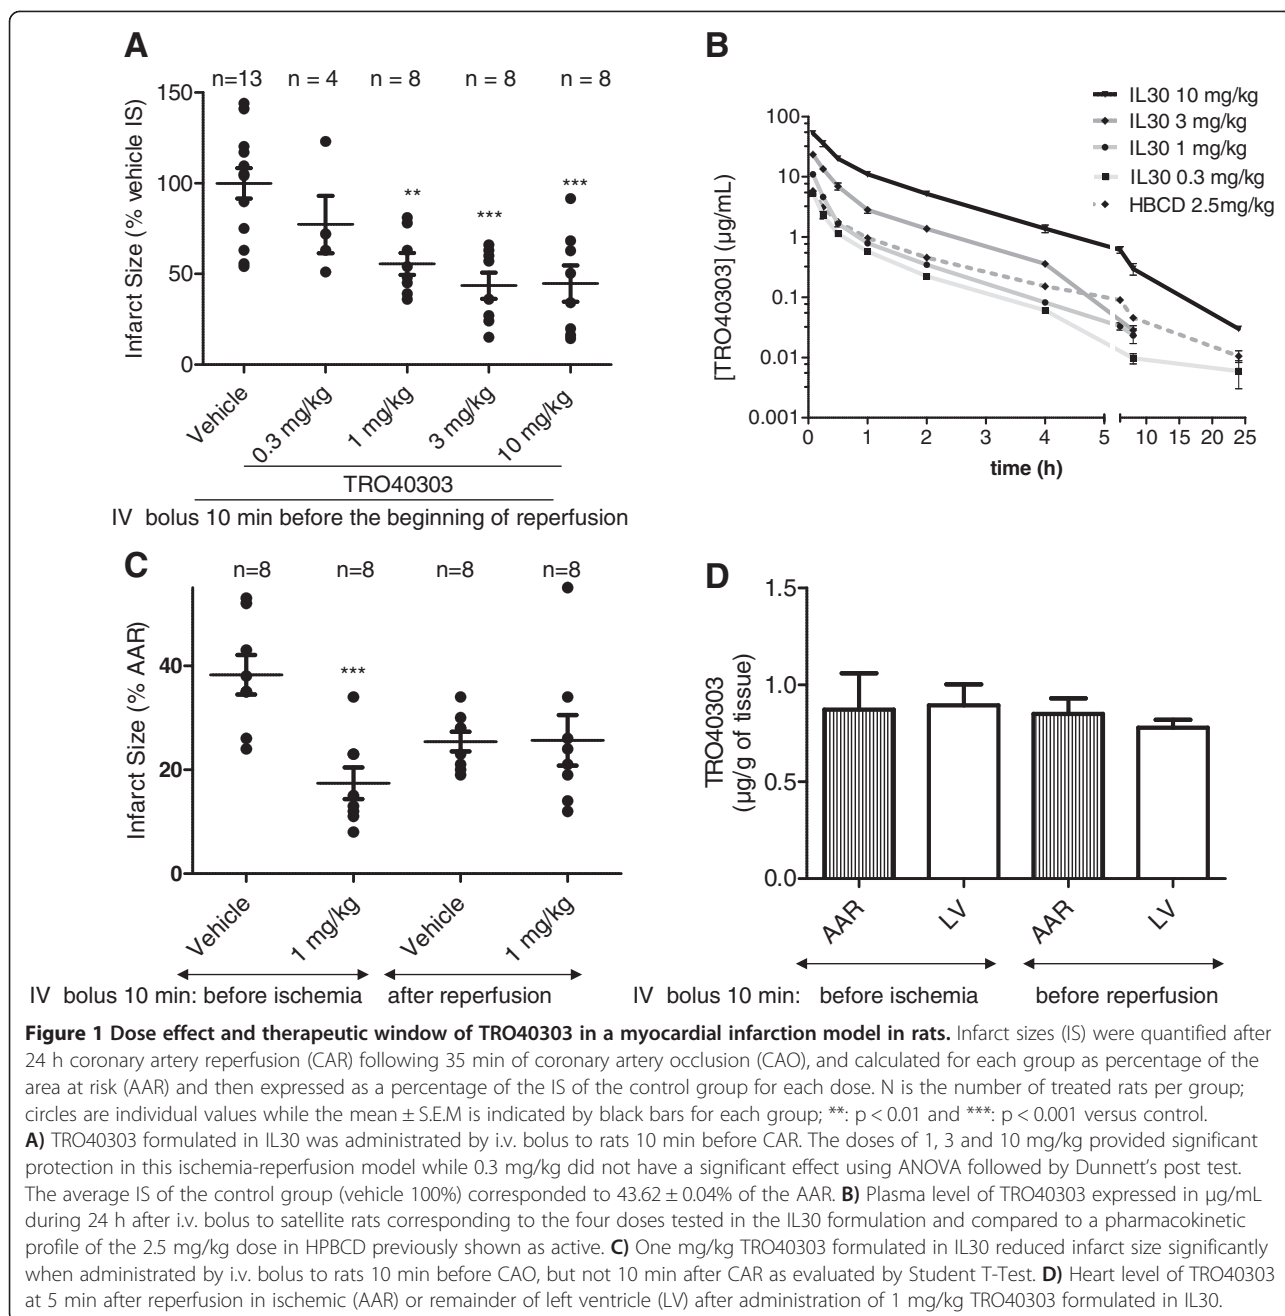 A
n=13 n = 4 n = 8 n = 8 n = 8
Infarct Size (% vehicle IS)
150
100
50
0
**
***
***
Vehicle
0.3 mg/kg
1 mg/kg
3 mg/kg
10 mg/kg
TRO40303
IV bolus 10 min before the beginning of reperfusion
B
IL30 10 mg/kg
IL30 3 mg/kg
IL30 1 mg/kg
IL30 0.3 mg/kg
HBCD 2.5mg/kg
[TRO40303] (µg/mL)
100
10
1
0.1
0.01
0.001
0 1 2 3 4 5 10 15 20 25
time (h)
C
n=8 n=8 n=8 n=8
Infarct Size (% AAR)
40
20
0
***
Vehicle
1 mg/kg
Vehicle
1 mg/kg
IV bolus 10 min: before ischemia after reperfusion
D
TRO40303
(µg/g of tissue)
1.5
1.0
0.5
0.0
AAR
LV
AAR
LV
IV bolus 10 min: before ischemia before reperfusion
Figure 1 Dose effect and therapeutic window of TRO40303 in a myocardial infarction model in rats. Infarct sizes (IS) were quantified after
24 h coronary artery reperfusion (CAR) following 35 min of coronary artery occlusion (CAO), and calculated for each group as percentage of the
area at risk (AAR) and then expressed as a percentage of the IS of the control group for each dose. N is the number of treated rats per group;
circles are individual values while the mean ± S.E.M is indicated by black bars for each group; **: p < 0.01 and ***: p < 0.001 versus control.
A) TRO40303 formulated in IL30 was administrated by i.v. bolus to rats 10 min before CAR. The doses of 1, 3 and 10 mg/kg provided significant
protection in this ischemia-reperfusion model while 0.3 mg/kg did not have a significant effect using ANOVA followed by Dunnett's post test.
The average IS of the control group (vehicle 100%) corresponded to 43.62 ± 0.04% of the AAR. B) Plasma level of TRO40303 expressed in µg/mL
during 24 h after i.v. bolus to satellite rats corresponding to the four doses tested in the IL30 formulation and compared to a pharmacokinetic
profile of the 2.5 mg/kg dose in HPBCD previously shown as active. C) One mg/kg TRO40303 formulated in IL30 reduced infarct size significantly
when administrated by i.v. bolus to rats 10 min before CAO, but not 10 min after CAR as evaluated by Student T-Test. D) Heart level of TRO40303
at 5 min after reperfusion in ischemic (AAR) or remainder of left ventricle (LV) after administration of 1 mg/kg TRO40303 formulated in IL30.